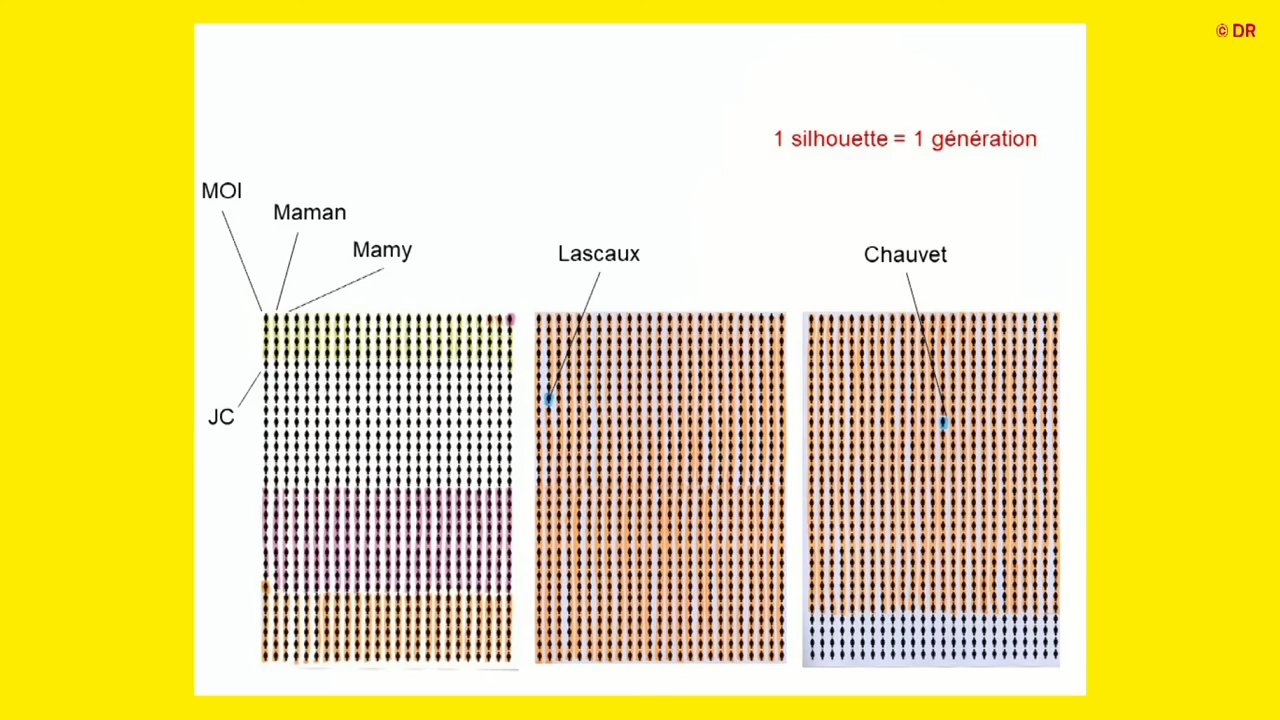 © DR
1 silhouette = 1 génération
MOI
Maman
Mamy
Lascaux
Chauvet
JC